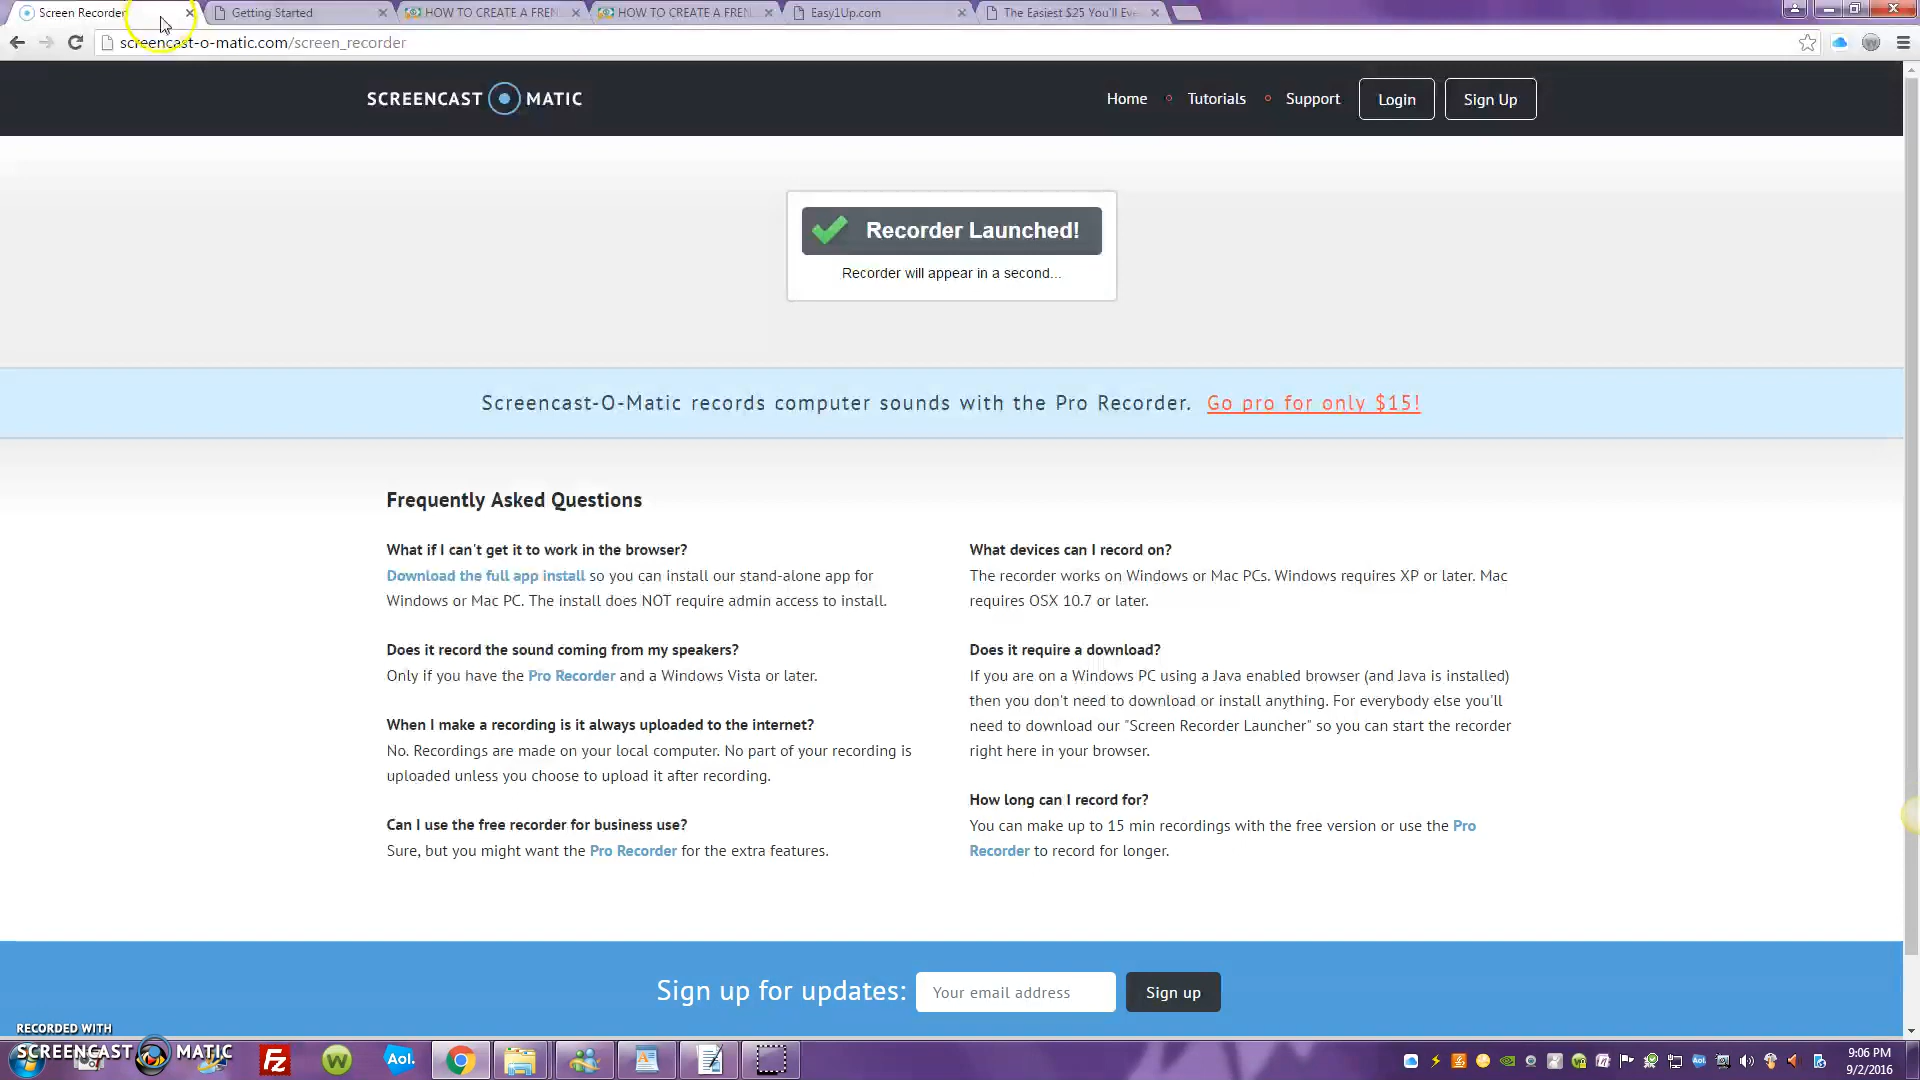 Screen Recorder
Getting Started
HOW TO CREATE A FREN
HOW TO CREATE A FREN
Easy1Up.com
The Easiest $25 You'll Eve
screencast-o-matic.com/screen_recorder
SCREENCAST MATIC
Home
Tutorials
Support
Login
Sign Up
Recorder Launched!
Recorder will appear in a second...
Screencast-O-Matic records computer sounds with the Pro Recorder. Go pro for only $15!
Frequently Asked Questions
What if I can't get it to work in the browser?
Download the full app install so you can install our stand-alone app for
Windows or Mac PC. The install does NOT require admin access to install.
Does it record the sound coming from my speakers?
Only if you have the Pro Recorder and a Windows Vista or later.
When I make a recording is it always uploaded to the internet?
No. Recordings are made on your local computer. No part of your recording is
uploaded unless you choose to upload it after recording.
Can I use the free recorder for business use?
Sure, but you might want the Pro Recorder for the extra features.
What devices can I record on?
The recorder works on Windows or Mac PCs. Windows requires XP or later. Mac
requires OSX 10.7 or later.
Does it require a download?
If you are on a Windows PC using a Java enabled browser (and Java is installed)
then you don't need to download or install anything. For everybody else you'll
need to download our "Screen Recorder Launcher" so you can start the recorder
right here in your browser.
How long can I record for?
You can make up to 15 min recordings with the free version or use the Pro
Recorder to record for longer.
Sign up for updates:
Your email address
Sign up
RECORDED WITH
SCREENCAST MATIC
Fz
W
Aol.
9:06 PM
9/2/2016